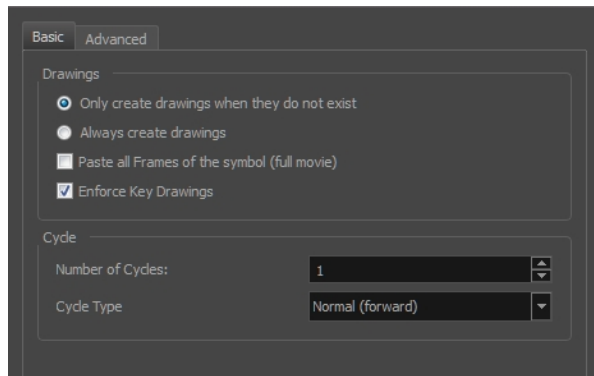 Basic
Advanced
Drawings
Only create drawings when they do not exist
Always create drawings
Paste all Frames of the symbol (full movie)
Enforce Key Drawings
Cycle
Number of Cycles: 1
Cycle Type Normal (forward)